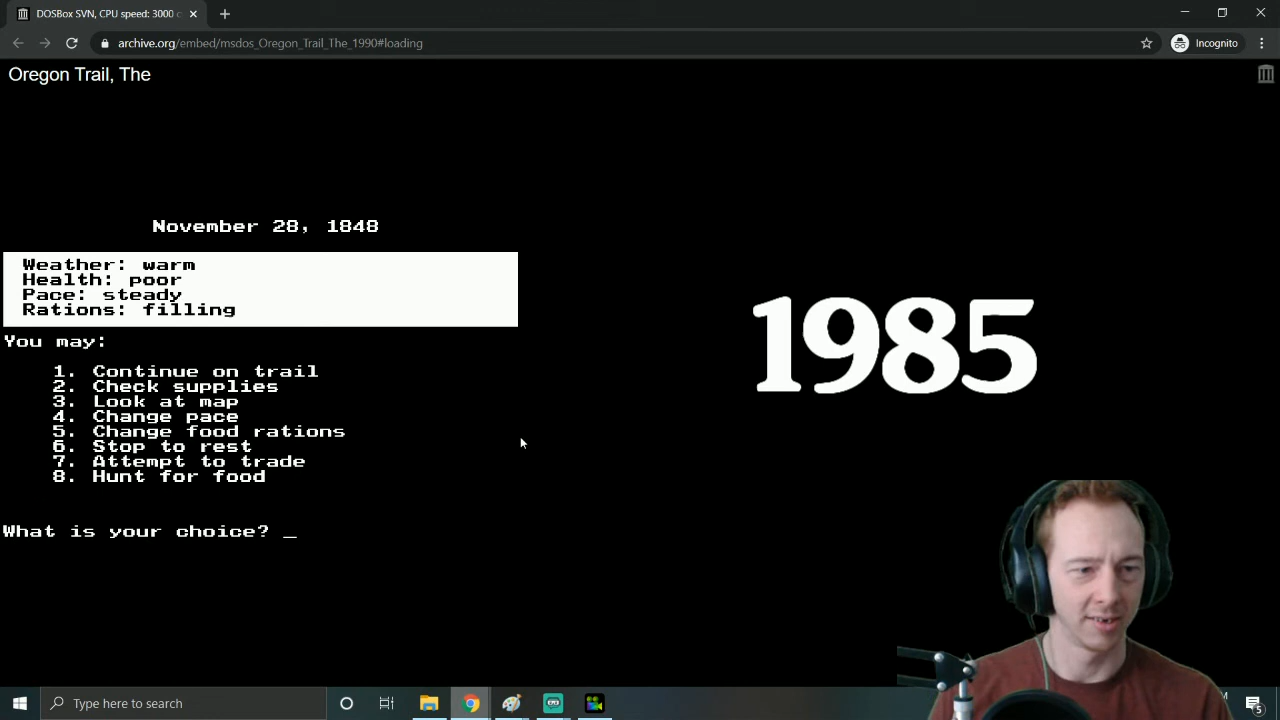 DOSBox SVN, CPU speed: 3000 c
archive.org/embed/msdos_Oregon_Trail_The_1990#loading
Incognito
Oregon Trail, The
November 28, 1848
Weather: warm
Health: poor
Pace: steady
Rations: filling
You may:
1. Continue on trail
2. Check supplies
3. Look at map
4. Change pace
5. Change food rations
6. Stop to rest
7. Attempt to trade
8. Hunt for food
What is your choice? _
1985
Type here to search
5